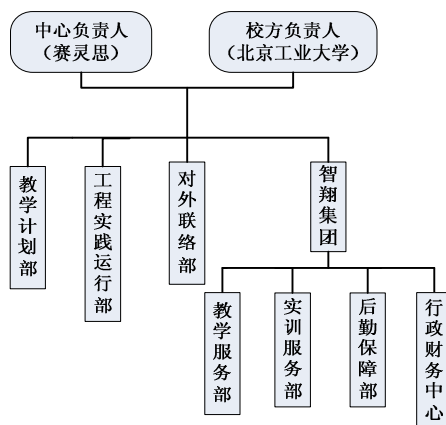 中心负责人
（赛灵思）
校方负责人
（北京工业大学）
教学计划部
工程实践运行部
对外联络部
智翔集团
教学服务部
实训服务部
后勤保障部
行政财务中心